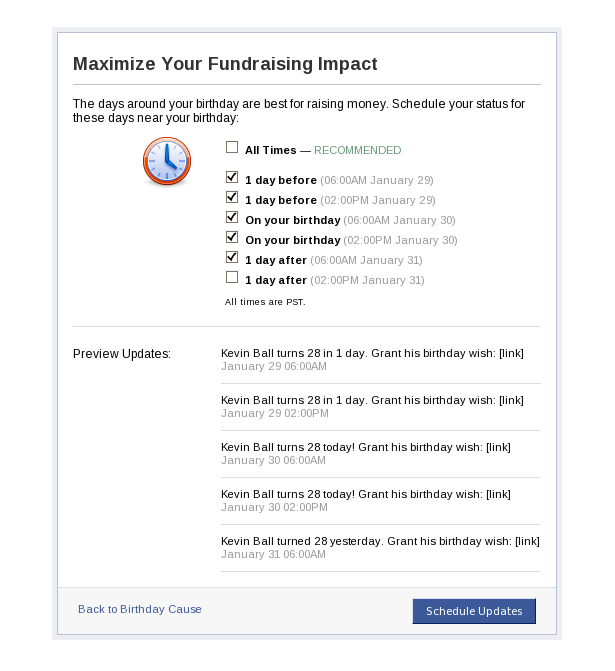 Maximize Your Fundraising Impact
The days around your birthday are best for raising money. Schedule your status for
these days near your birthday:
All Times — RECOMMENDED
1 day before (06:00AM January 29)
1 day before (02:00PM January 29)
On your birthday (06:00AM January 30)
On your birthday (02:00PM January 30)
1 day after (06:00AM January 31)
1 day after (02:00PM January 31)
All times are PST.
Preview Updates:
Kevin Ball turns 28 in 1 day. Grant his birthday wish: [link]
January 29 06:00AM
Kevin Ball turns 28 in 1 day. Grant his birthday wish: [link]
January 29 02:00PM
Kevin Ball turns 28 today! Grant his birthday wish: [link]
January 30 06:00AM
Kevin Ball turns 28 today! Grant his birthday wish: [link]
January 30 02:00PM
Kevin Ball turned 28 yesterday. Grant his birthday wish: [link]
January 31 06:00AM
Back to Birthday Cause
Schedule Updates